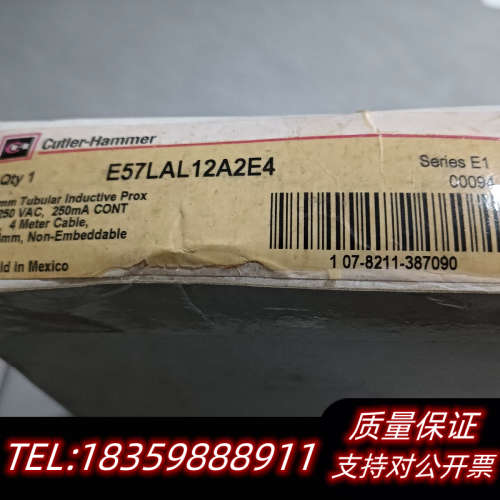 Cutler-Hammer
Qty 1
E57LAL12A2E4
Series E1
C0094
mm Tubular Inductive Prox
250 VAC, 250mA CONT
4 Meter Cable,
mm, Non-Embeddable
ld in Mexico
1 07-8211-387090
质量保证
TEL:18359888911
支持对公开票